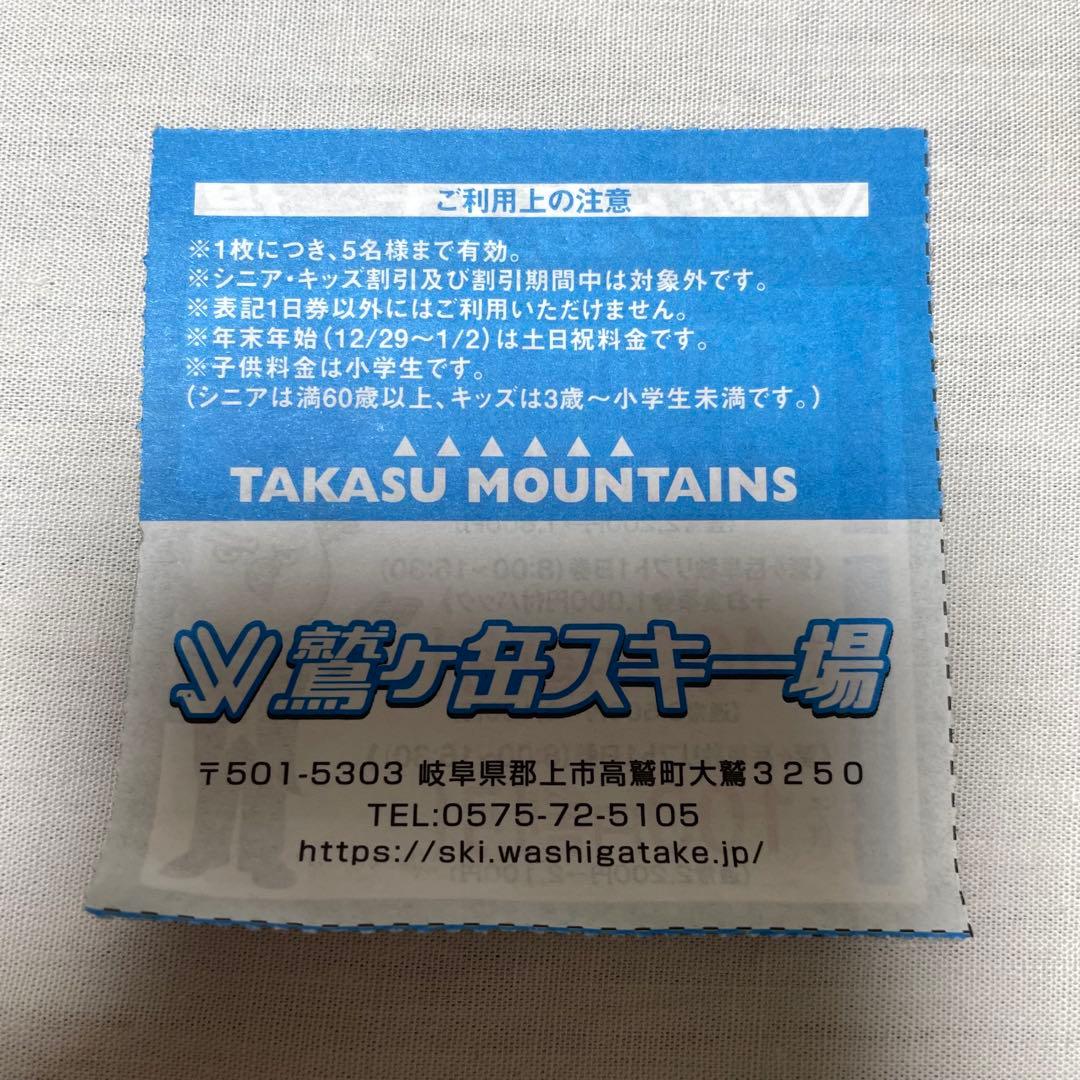 ご利用上の注意
※1枚につき、5名様まで有効。
※シニア・キッズ割引及び割引期間中は対象外です。
※表記1日券以外にはご利用いただけません。
※年末年始(12/29〜1/2)は土日祝料金です。
※子供料金は小学生です。
(シニアは満60歳以上、キッズは3歳〜小学生未満です。)
TAKASU MOUNTAINS
鷲ヶ岳スキー場
〒501-5303 岐阜県郡上市高鷲町大鷲3250
TEL:0575-72-5105
https://ski.washigatake.jp/